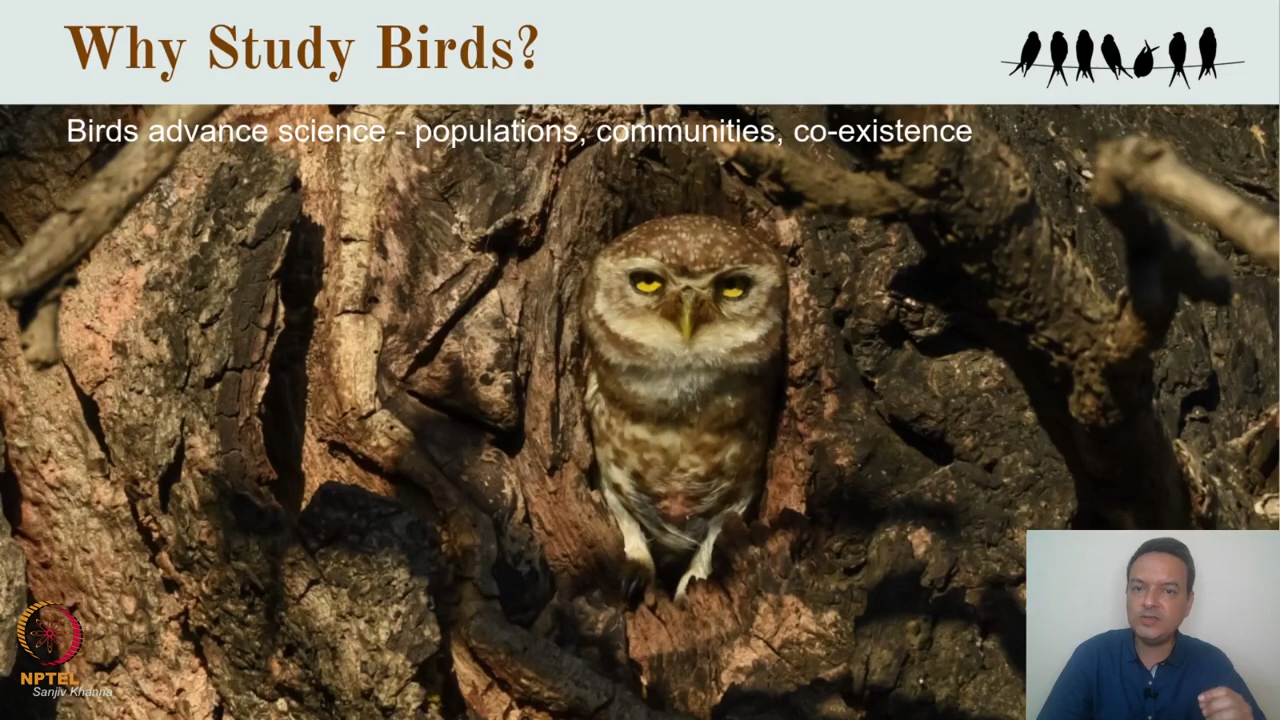 Why Study Birds?
Birds advance science - populations, communities, co-existence
NPTEL
Sanjiv Khanna